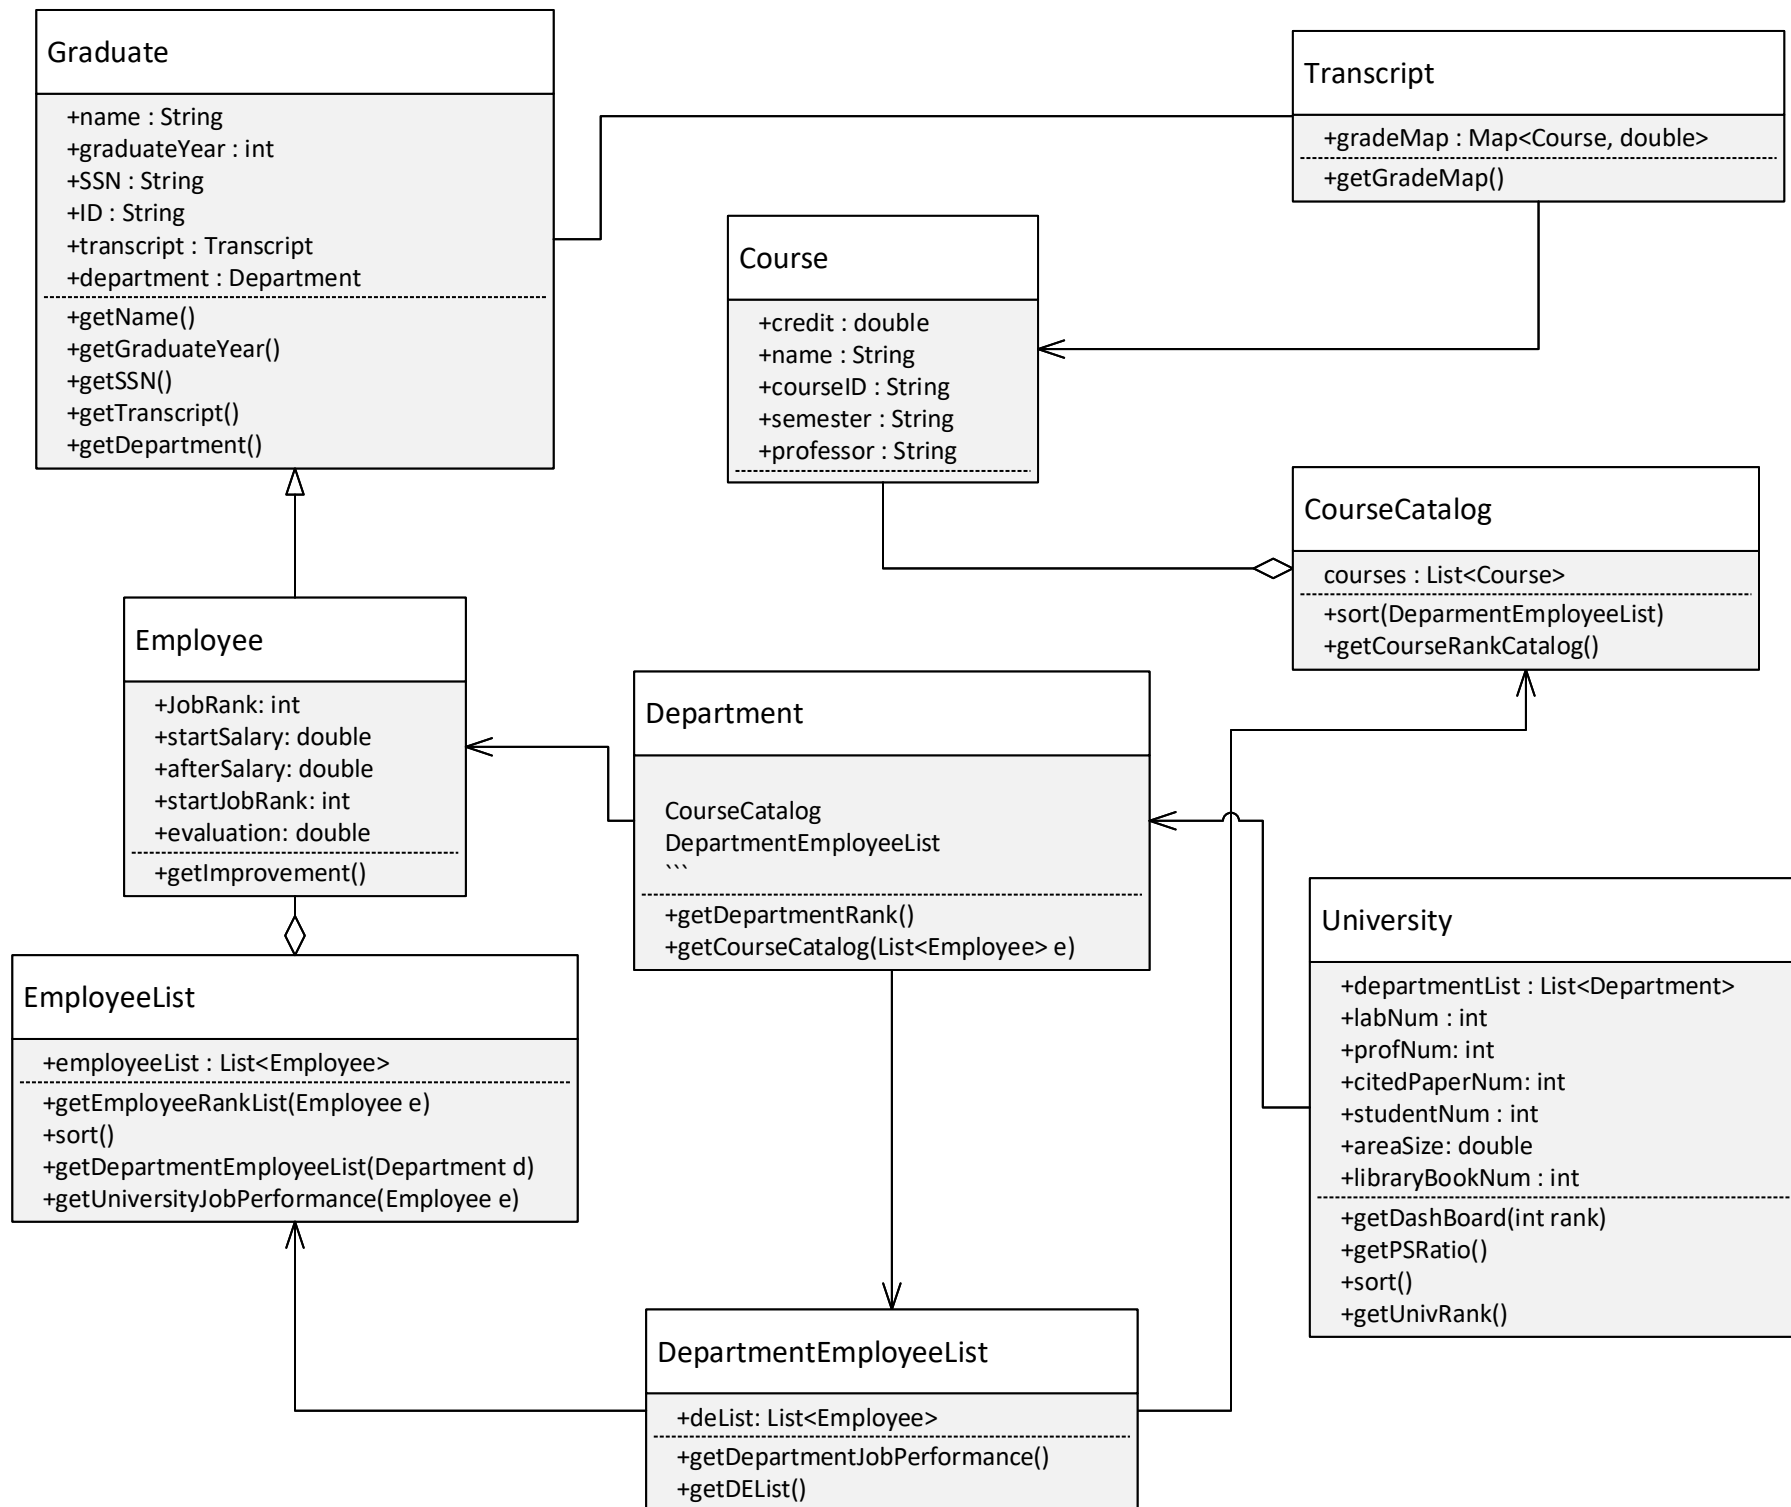 Graduate
+name : String
+graduateYear : int
+SSN : String
+ID : String
+transcript : Transcript
+department : Department
+getName()
+getGraduateYear()
+getSSN()
+getTranscript()
+getDepartment()
Transcript
+gradeMap : Map<Course, double>
+getGradeMap()
Course
+credit : double
+name : String
+courseID : String
+semester : String
+professor : String
CourseCatalog
courses : List<Course>
+sort(DeparmentEmployeeList)
+getCourseRankCatalog()
Employee
+JobRank: int
+startSalary: double
+afterSalary: double
+startJobRank: int
+evaluation: double
+getImprovement()
Department
CourseCatalog
DepartmentEmployeeList
```
+getDepartmentRank()
+getCourseCatalog(List<Employee> e)
University
+departmentList : List<Department>
+labNum : int
+profNum: int
+citedPaperNum: int
+studentNum : int
+areaSize: double
+libraryBookNum : int
+getDashBoard(int rank)
+getPSRatio()
+sort()
+getUnivRank()
EmployeeList
+employeeList : List<Employee>
+getEmployeeRankList(Employee e)
+sort()
+getDepartmentEmployeeList(Department d)
+getUniversityJobPerformance(Employee e)
DepartmentEmployeeList
+deList: List<Employee>
+getDepartmentJobPerformance()
+getDEList()